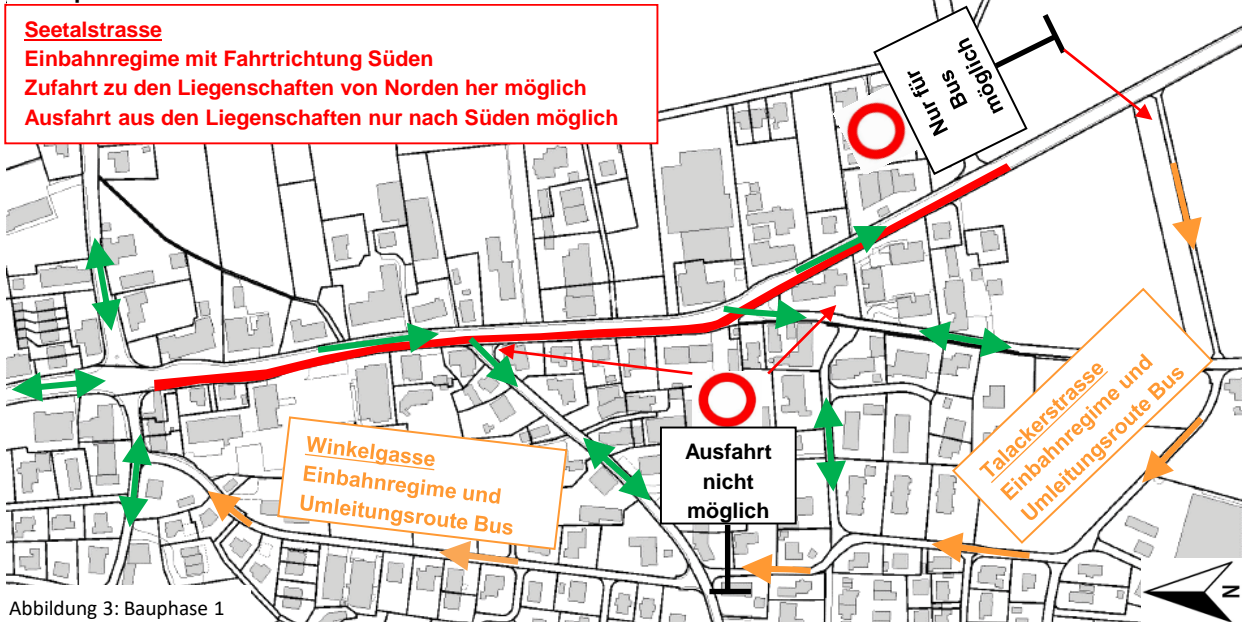 Seetalstrasse
Einbahnregime mit Fahrtrichtung Süden
Zufahrt zu den Liegenschaften von Norden her möglich
Ausfahrt aus den Liegenschaften nur nach Süden möglich
Nur für
Bus
möglich
Winkelgasse
Einbahnregime und
Umleitungsroute Bus
Ausfahrt
nicht
möglich
Talackerstrasse
Einbahnregime und
Umleitungsroute Bus
N
Abbildung 3: Bauphase 1